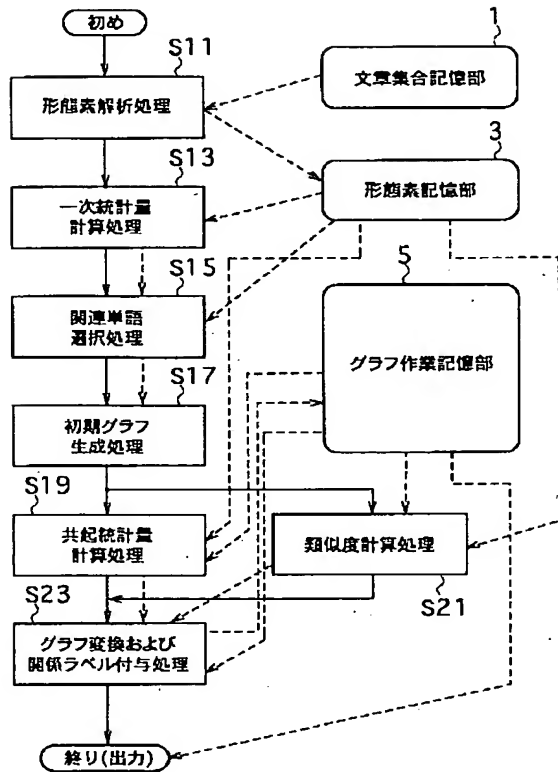 初め
S11
1
形態素解析処理
文章集合記憶部
S13
3
一次統計量
計算処理
形態素記憶部
S15
5
関連単語
選択処理
グラフ作業記憶部
S17
初期グラフ
生成処理
S19
共起統計量
計算処理
類似度計算処理
S21
S23
グラフ変換および
関係ラベル付与処理
終り(出力)